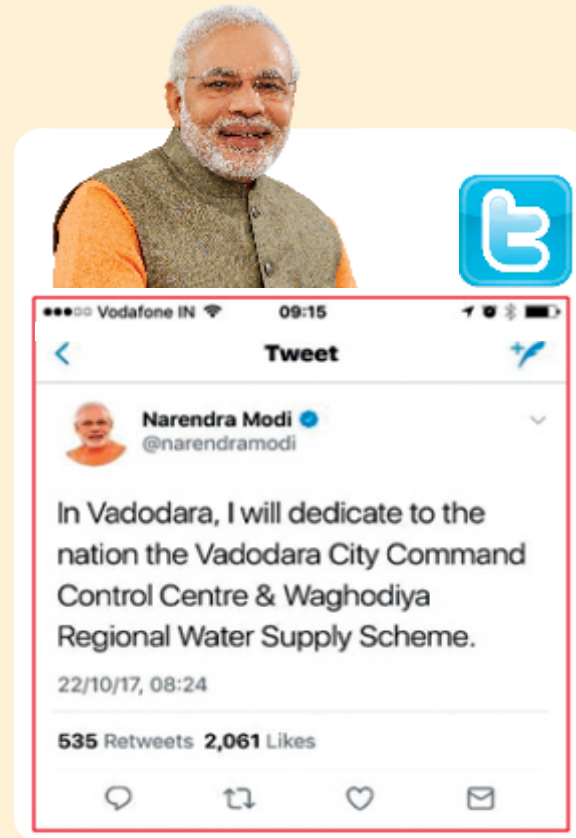 Vodafone IN 09:15
Tweet
Narendra Modi
@narendramodi
In Vadodara, I will dedicate to the
nation the Vadodara City Command
Control Centre & Waghodiya
Regional Water Supply Scheme.
22/10/17, 08:24
535 Retweets 2,061 Likes